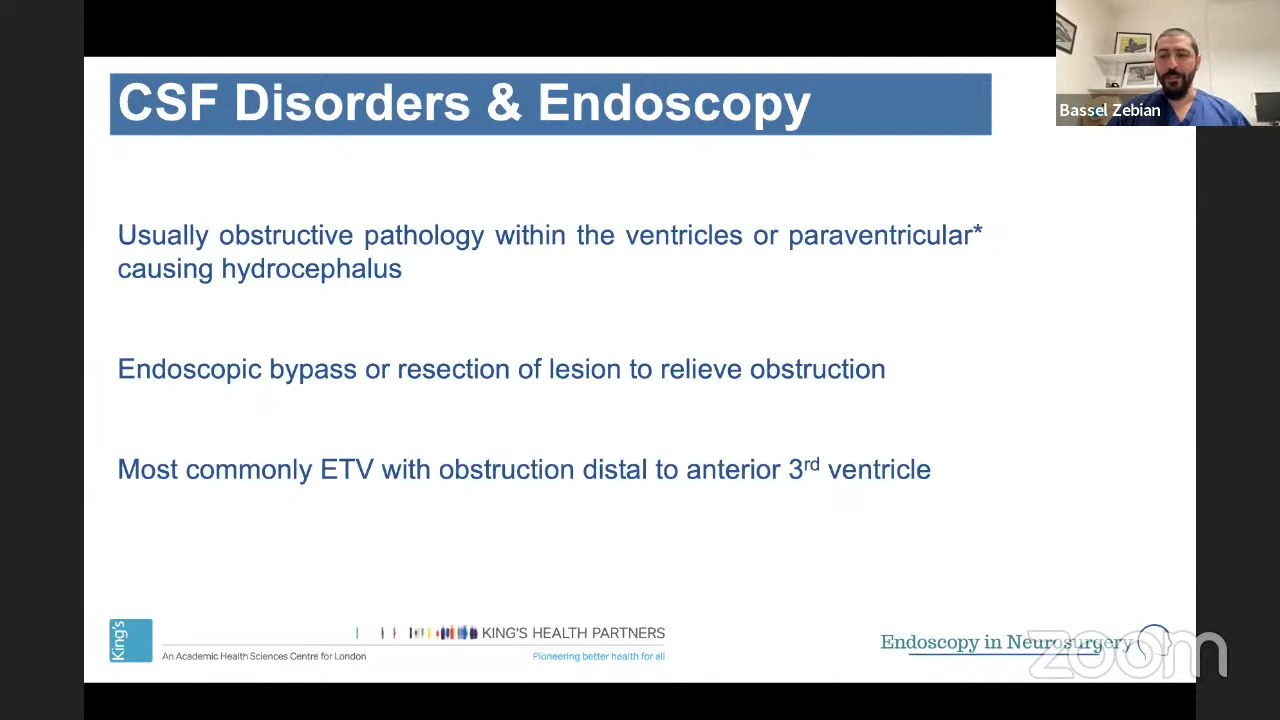 CSF Disorders & Endoscopy
Bassel Zebian
Usually obstructive pathology within the ventricles or paraventricular*
causing hydrocephalus
Endoscopic bypass or resection of lesion to relieve obstruction
Most commonly ETV with obstruction distal to anterior 3rd ventricle
King's
KING'S HEALTH PARTNERS
An Academic Health Sciences Centre for London
Pioneering better health for all
Endoscopy in Neurosurgery
zoom